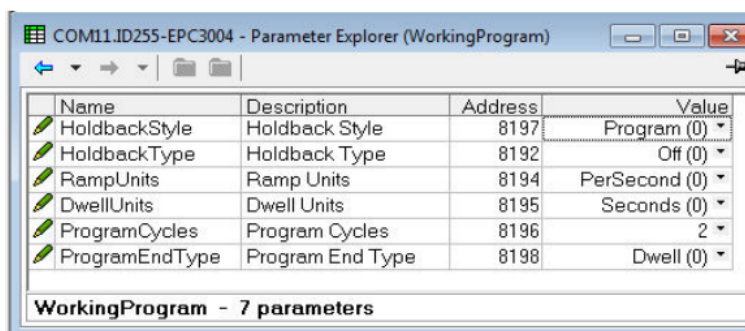 COM11.ID255-EPC3004 - Parameter Explorer (WorkingProgram)
Name Description Address Value
HoldbackStyle Holdback Style 8197 Program (0)
HoldbackType Holdback Type 8192 Off (0)
RampUnits Ramp Units 8194 PerSecond (0)
DwellUnits Dwell Units 8195 Seconds (0)
ProgramCycles Program Cycles 8196 2
ProgramEndType Program End Type 8198 Dwell (0)
WorkingProgram - 7 parameters